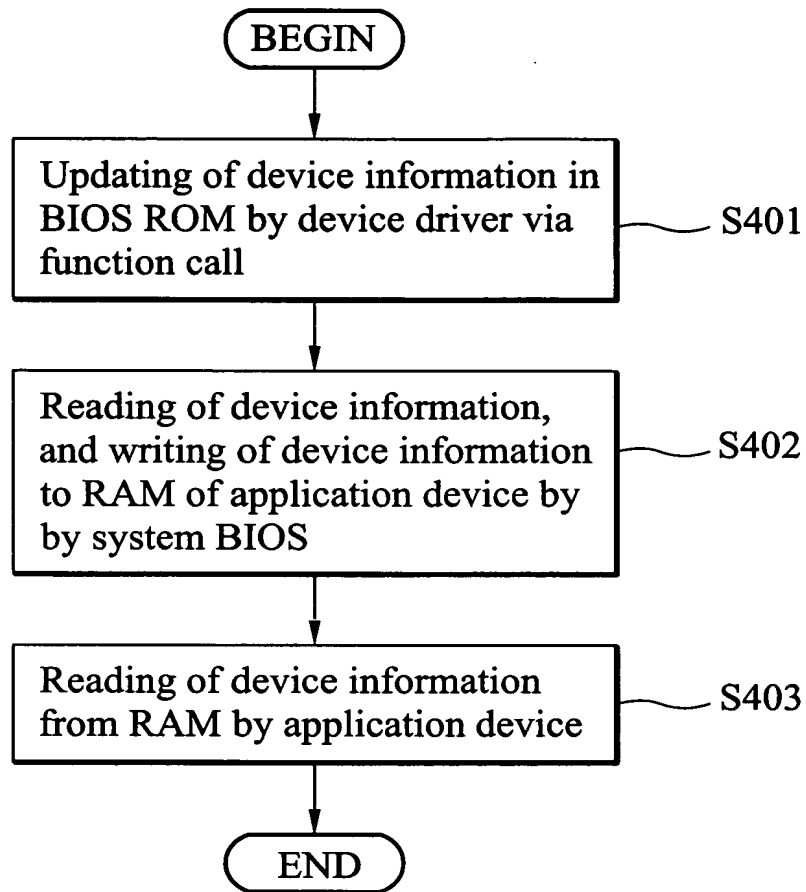 BEGIN
Updating of device information in
BIOS ROM by device driver via
function call
S401
Reading of device information,
and writing of device information
to RAM of application device by
by system BIOS
S402
Reading of device information
from RAM by application device
S403
END